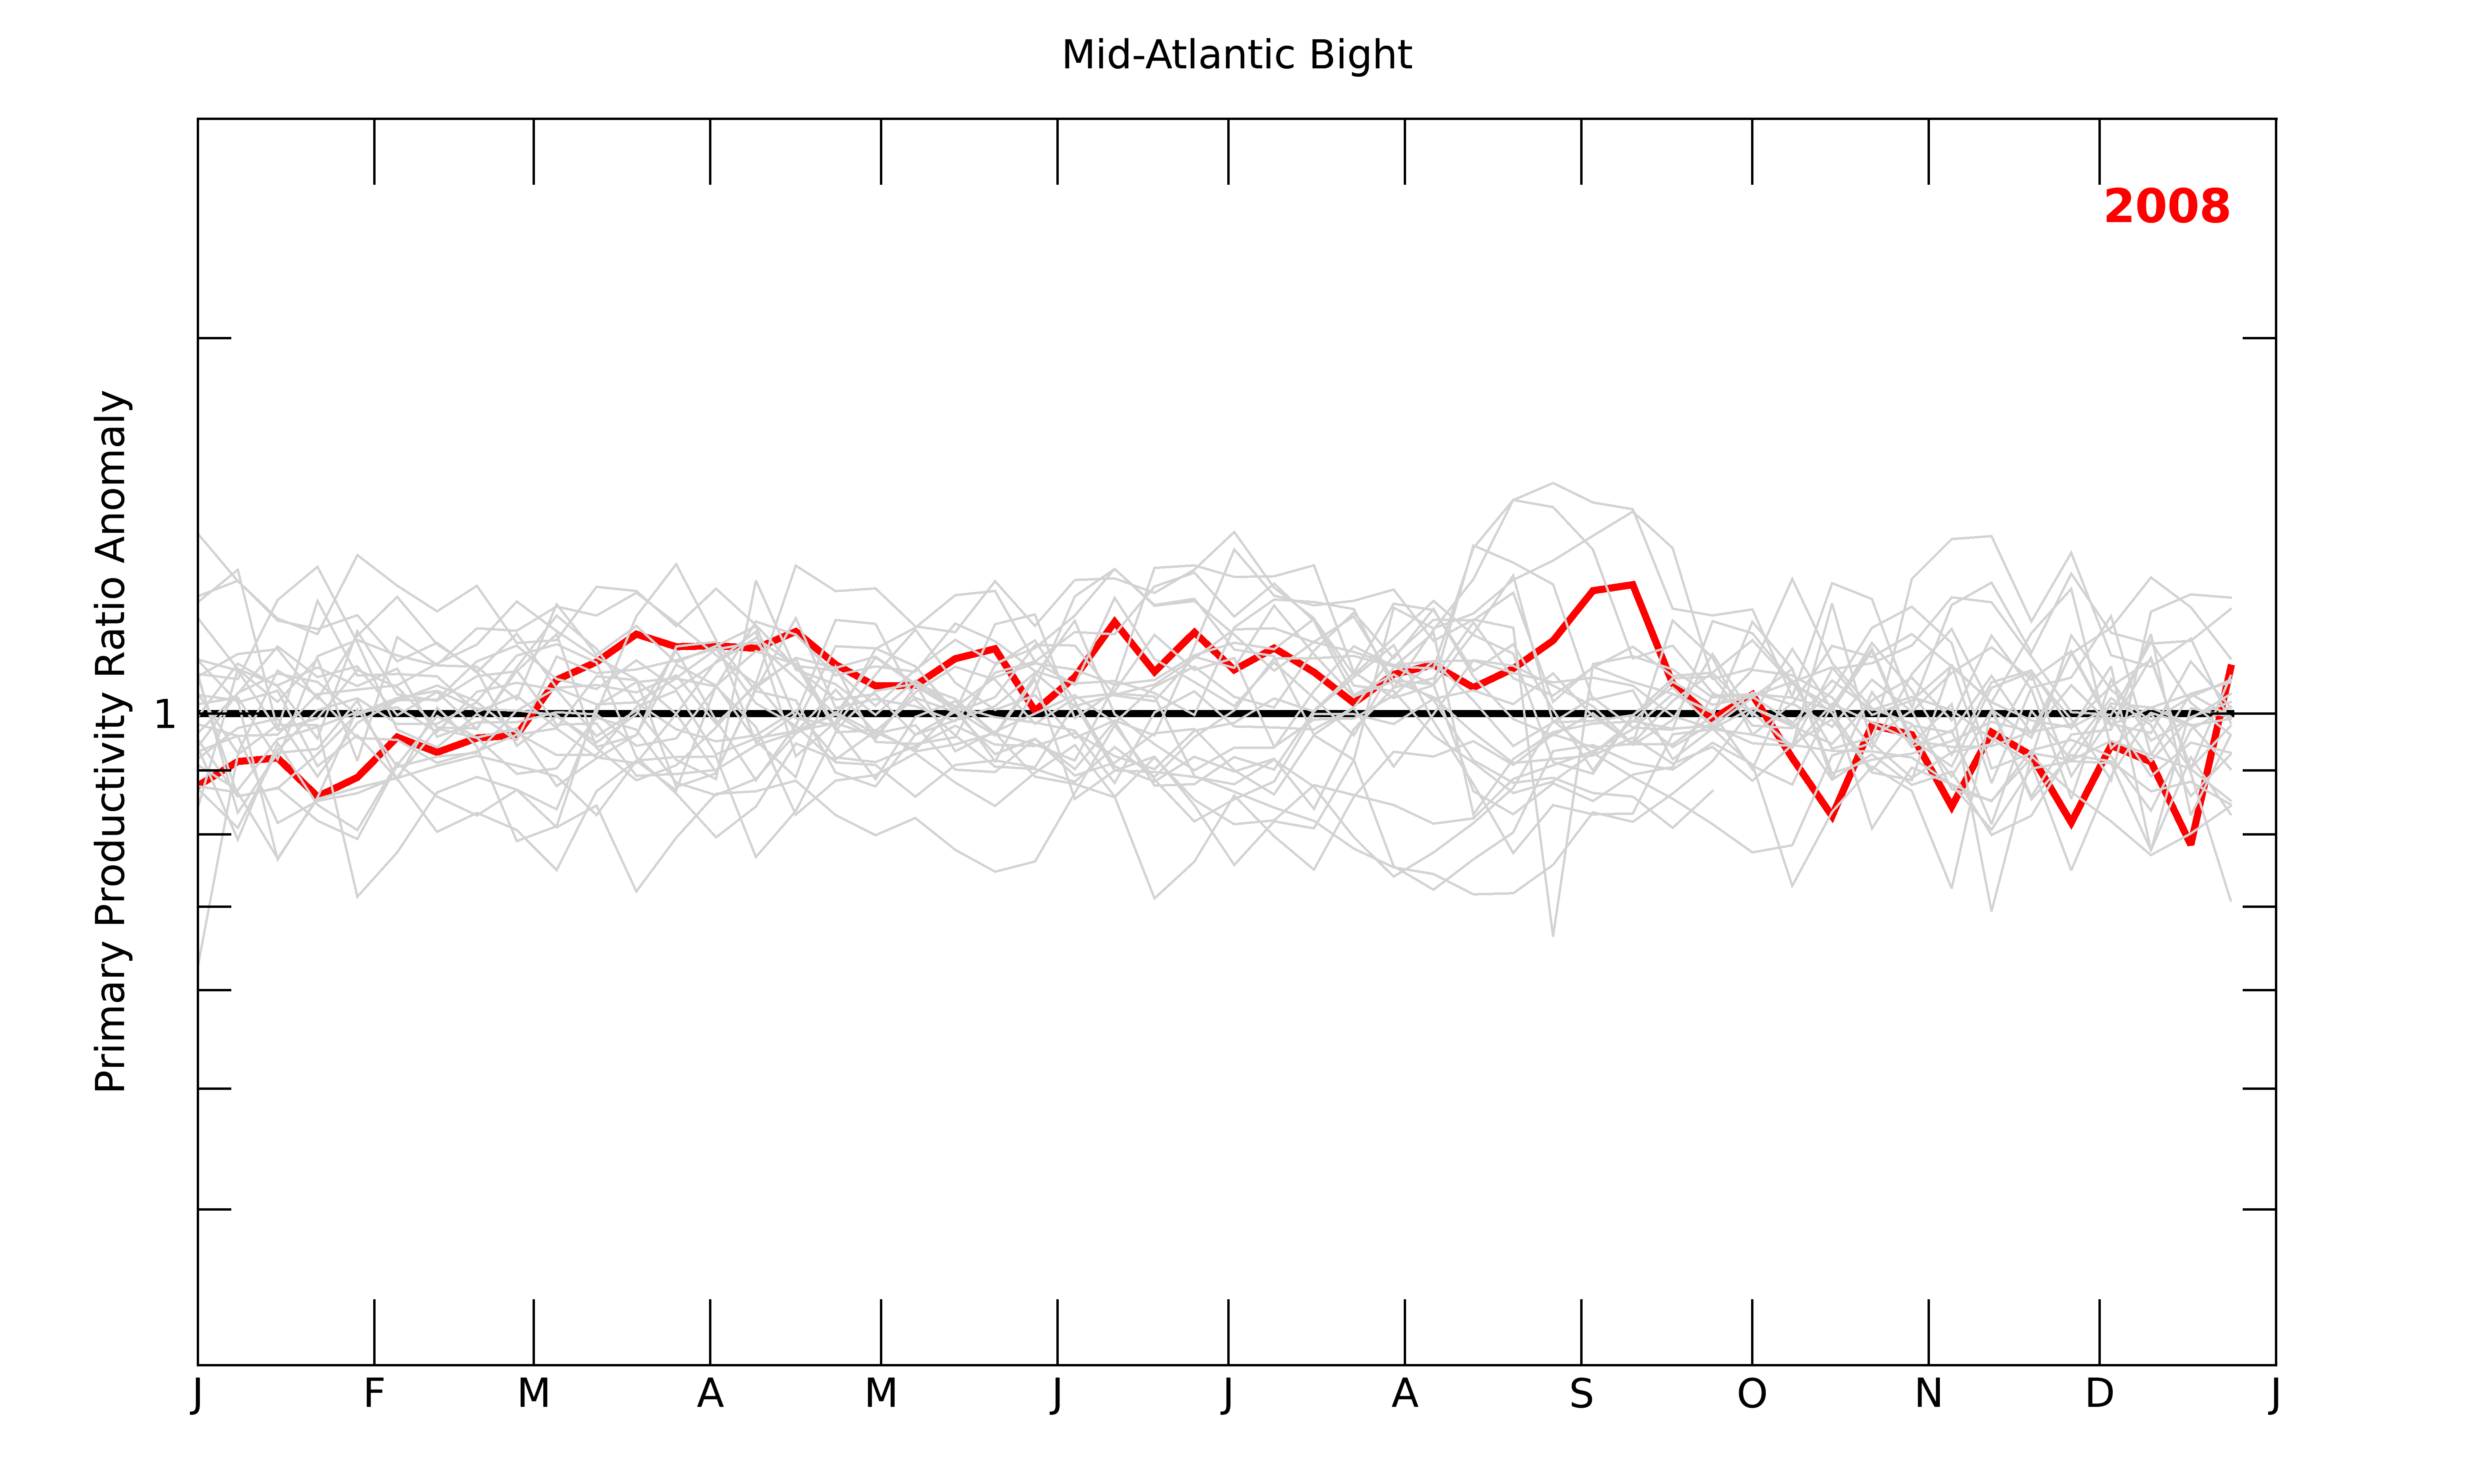 Mid-Atlantic Bight
2008
Primary Productivity Ratio Anomaly
1
J F M A M J J A S O N D J